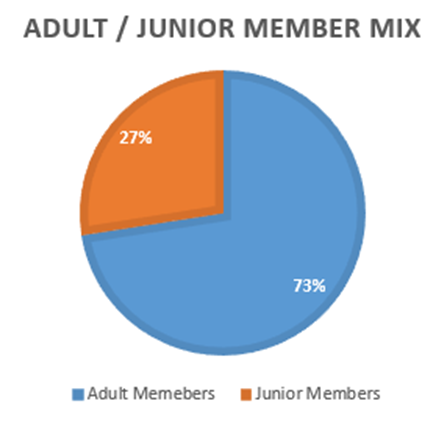 ADULT / JUNIOR MEMBER MIX
27%
73%
Adult Memebers Junior Members